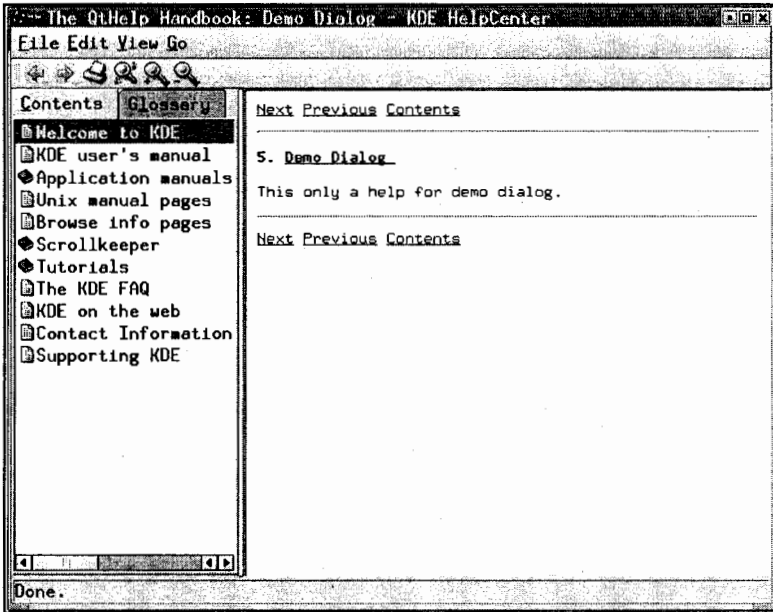 The QtHelp Handbook: Demo Dialog - KDE HelpCenter
File Edit View Go
Contents Glossary
Welcome to KDE
KDE user's manual
Application manuals
Unix manual pages
Browse info pages
Scrollkeeper
Tutorials
The KDE FAQ
KDE on the web
Contact Information
Supporting KDE
Next Previous Contents
5. Demo Dialog
This only a help for demo dialog.
Next Previous Contents
Done.